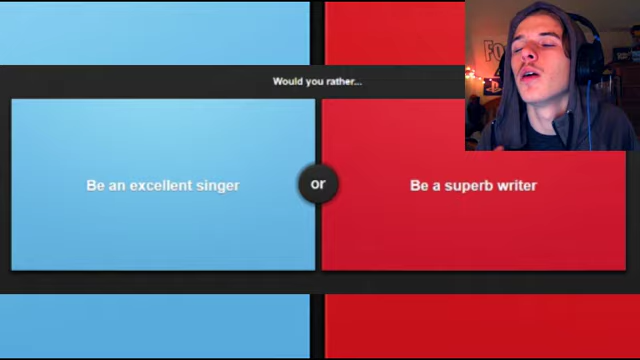 Would you rather...
Be an excellent singer
or
Be a superb writer